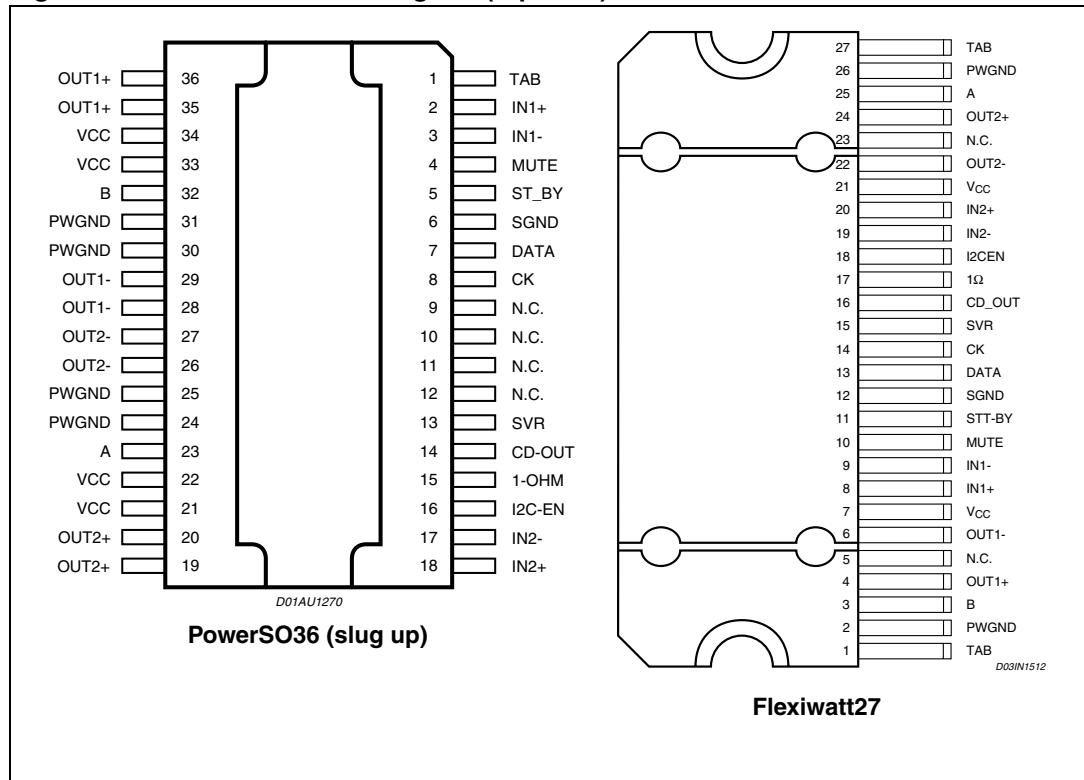 OUT1+ 36 1 TAB
OUT1+ 35 2 IN1+
VCC 34 3 IN1-
VCC 33 4 MUTE
B 32 5 ST_BY
PWGND 31 6 SGND
PWGND 30 7 DATA
OUT1- 29 8 CK
OUT1- 28 9 N.C.
OUT2- 27 10 N.C.
OUT2- 26 11 N.C.
PWGND 25 12 N.C.
PWGND 24 13 SVR
A 23 14 CD-OUT
VCC 22 15 1-OHM
VCC 21 16 I2C-EN
OUT2+ 20 17 IN2-
OUT2+ 19 18 IN2+
D01AU1270
PowerSO36 (slug up)
27 TAB
26 PWGND
25 A
24 OUT2+
23 N.C.
22 OUT2-
21 VCC
20 IN2+
19 IN2-
18 I2CEN
17 1Ω
16 CD_OUT
15 SVR
14 CK
13 DATA
12 SGND
11 STT-BY
10 MUTE
9 IN1-
8 IN1+
7 VCC
6 OUT1-
5 N.C.
4 OUT1+
3 B
2 PWGND
1 TAB
D03IN1512
Flexiwatt27